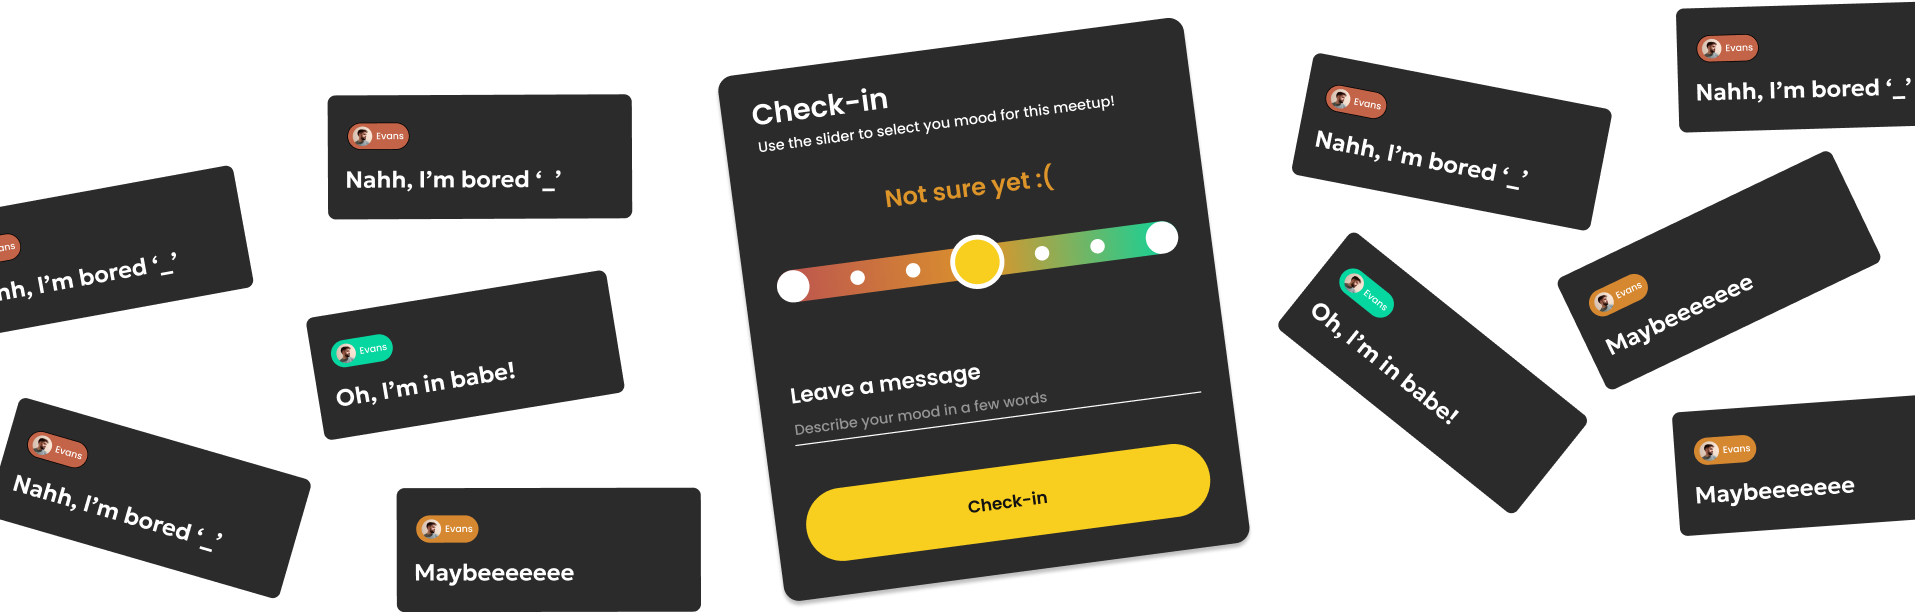 Evans
Nahh, I’m bored ‘_’
ans
hh, I’m bored ‘_’
Evans
Oh, I’m in babe!
Evans
Nahh, I’m bored ‘_’
Evans
Maybeeeeeee
Check-in
Use the slider to select you mood for this meetup!
Not sure yet :(
Leave a message
Describe your mood in a few words
Check-in
Evans
Nahh, I’m bored ‘_’
Evans
Nahh, I’m bored ‘_’
Evans
Oh, I’m in babe!
Evans
Maybeeeeeee
Evans
Maybeeeeeee